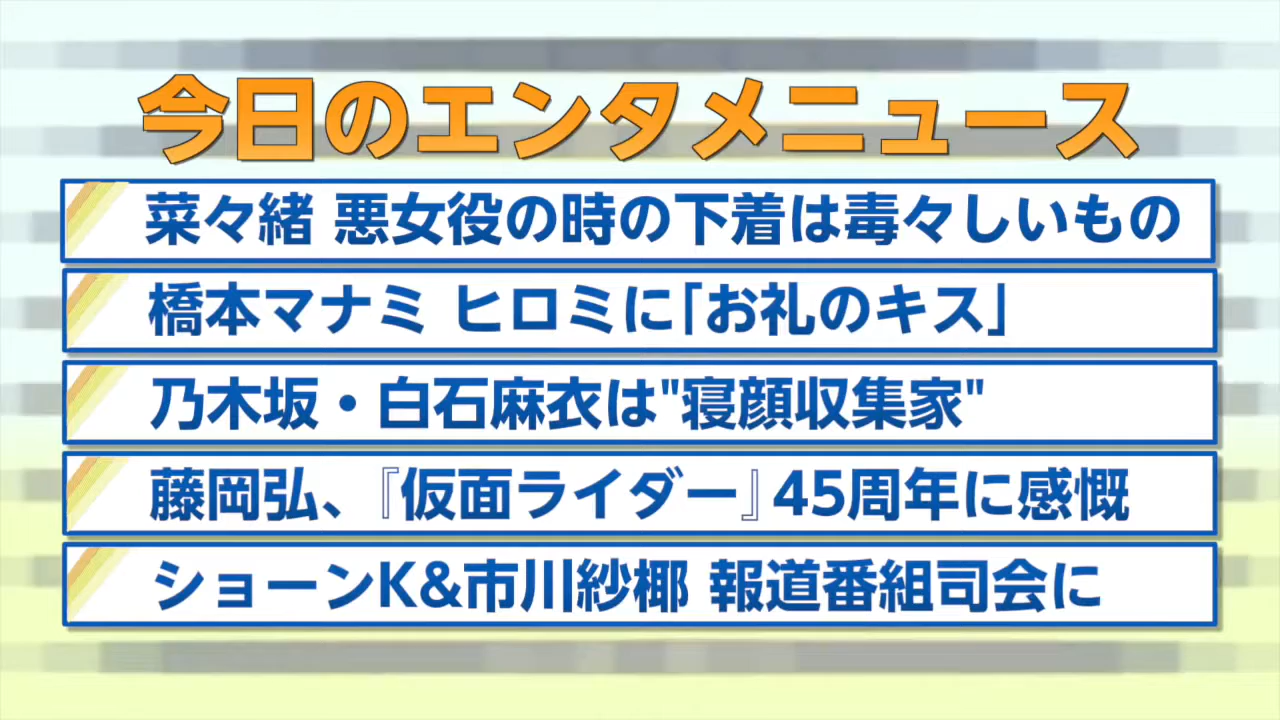 今日のエンタメニュース
菜々緒 悪女役の時の下着は毒々しいもの
橋本マナミ ヒロミに「お礼のキス」
乃木坂・白石麻衣は"寝顔収集家"
藤岡弘、『仮面ライダー』45周年に感慨
ショーンK&市川紗椰 報道番組司会に